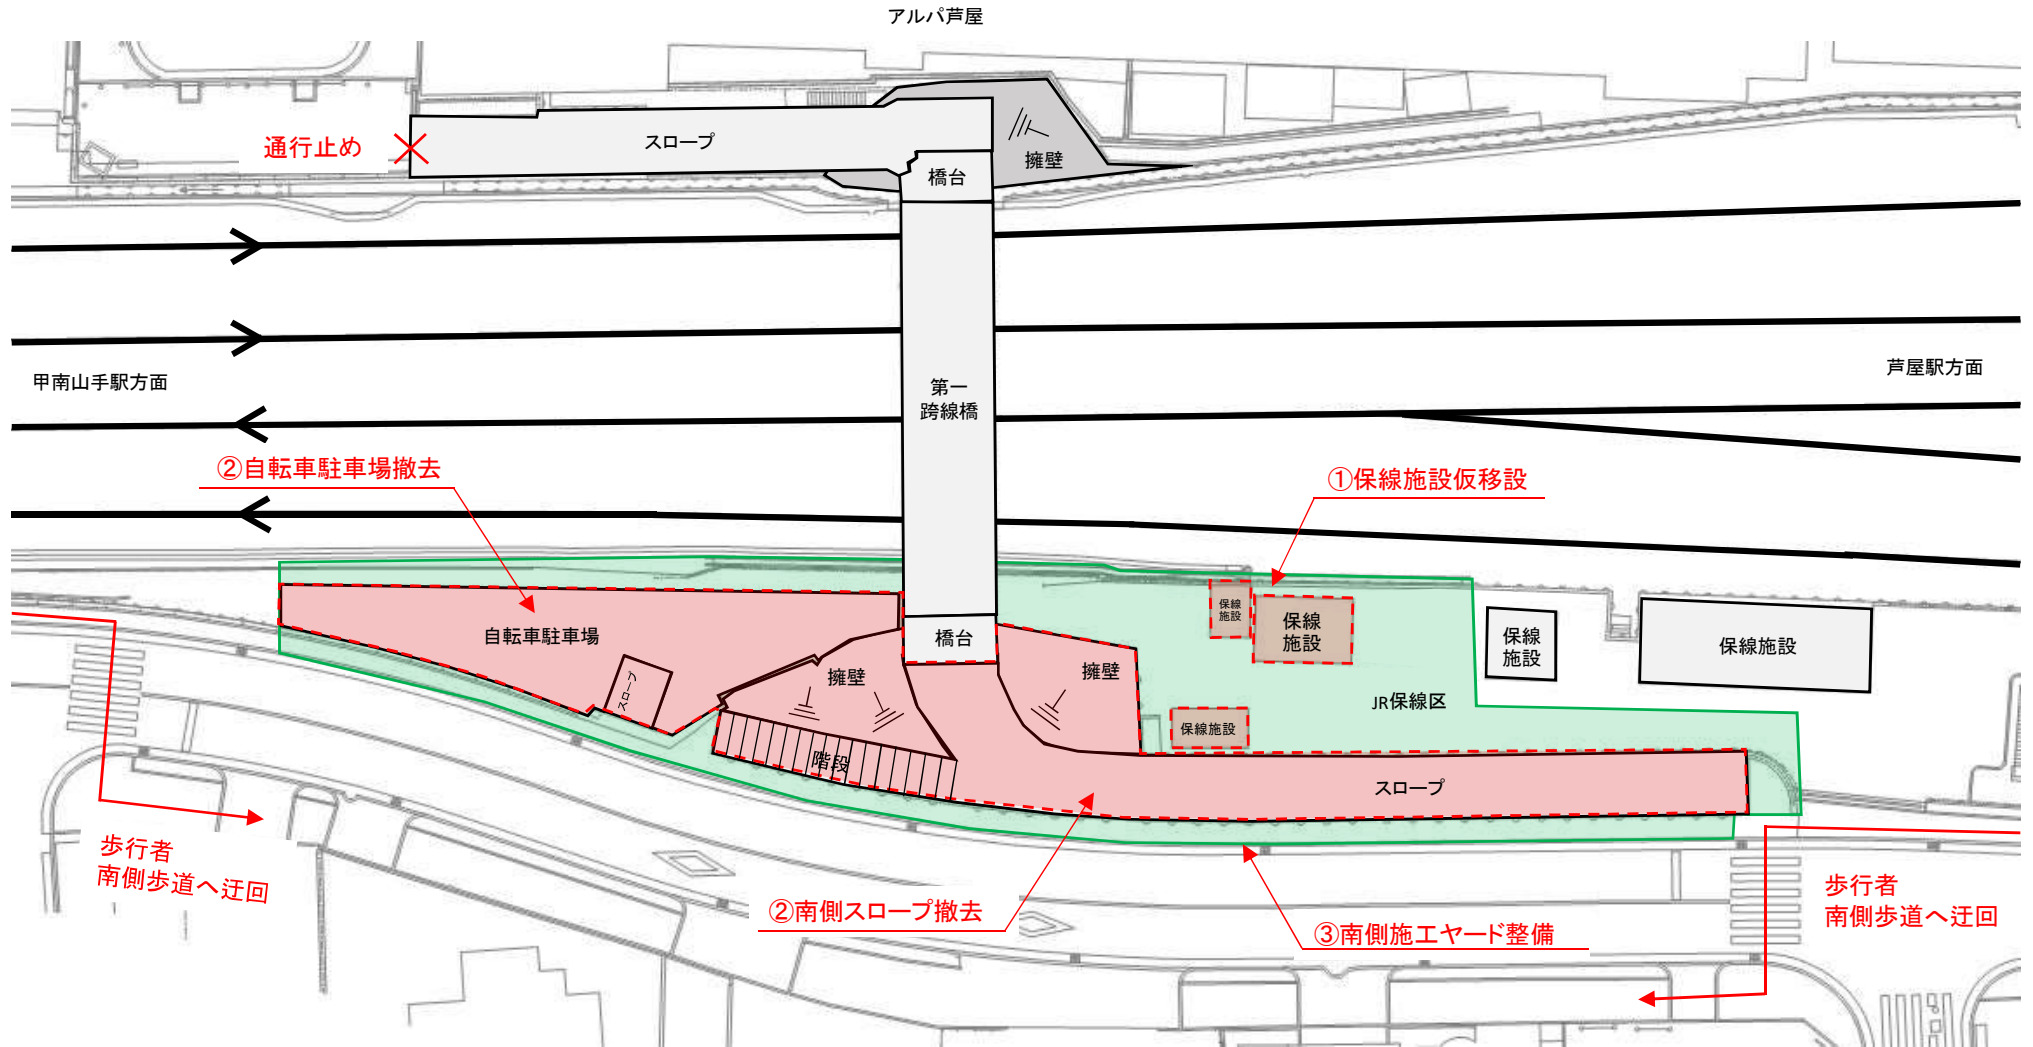 アルパ芦屋
通行止め
スロープ
擁壁
橋台
甲南山手駅方面
芦屋駅方面
第一
跨線橋
②自転車駐車場撤去
①保線施設仮移設
保線
施設
保線
施設
保線
施設
保線施設
自転車駐車場
橋台
擁壁
擁壁
スロープ
JR保線区
保線施設
階段
スロープ
歩行者
南側歩道へ迂回
②南側スロープ撤去
③南側施工ヤード整備
歩行者
南側歩道へ迂回